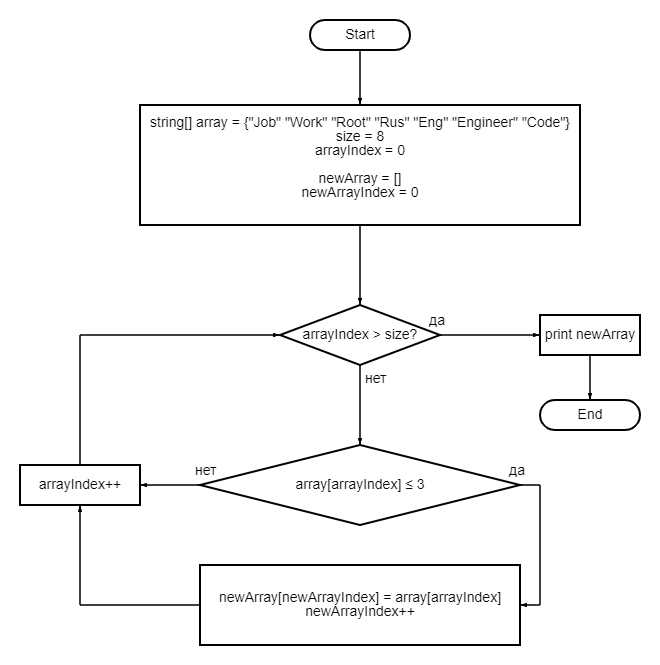 Start
string[] array = {"Job" "Work" "Root" "Rus" "Eng" "Engineer" "Code"}
size = 8
arrayIndex = 0
newArray = []
newArrayIndex = 0
arrayIndex > size?
да
print newArray
нет
End
нет
array[arrayIndex] ≤ 3
да
arrayIndex++
newArray[newArrayIndex] = array[arrayIndex]
newArrayIndex++